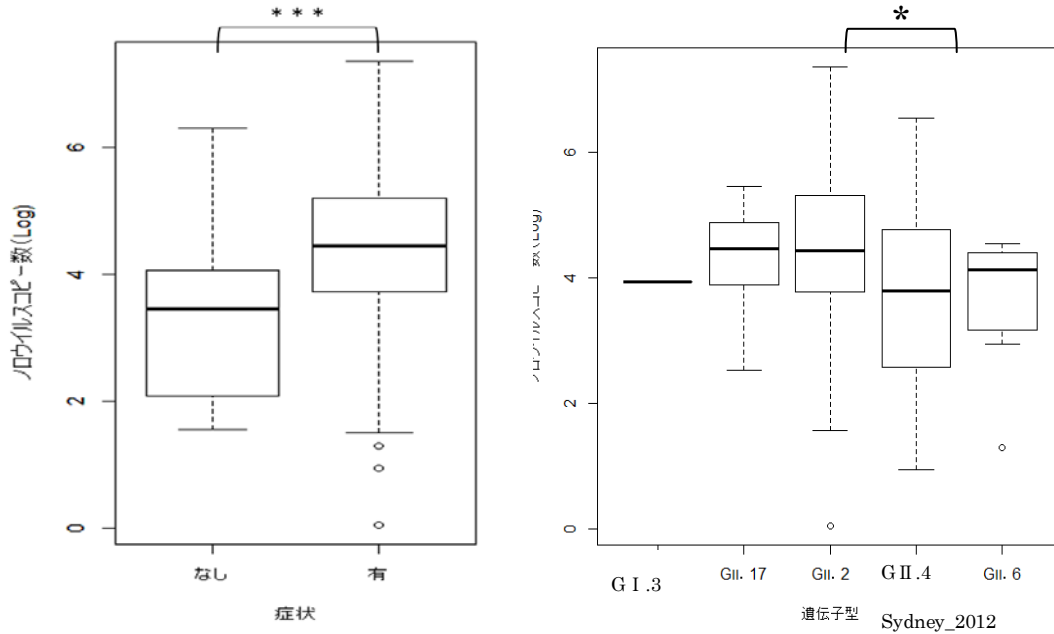 ***
ノロウイルスコピー数(Log)
6
4
2
0
なし
有
症状
*
数(Log)
6
4
2
0
GⅠ.3
GII. 17
GII. 2
GⅡ.4
GII. 6
遺伝子型
Sydney_2012